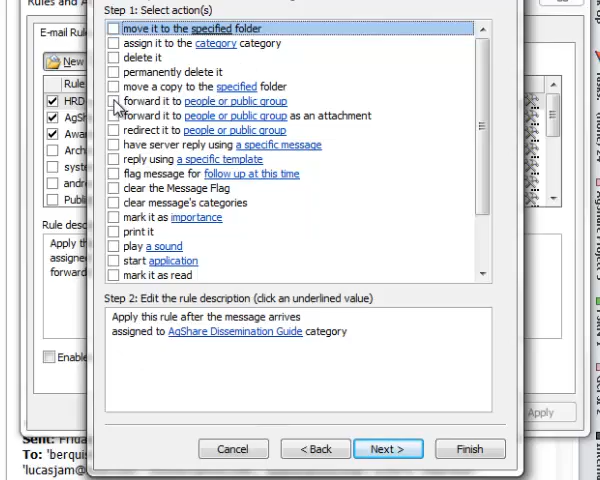 Rules and A
Step 1: Select action(s)
E-mail Rul
move it to the specified folder
assign it to the category category
delete it
New
permanently delete it
Rule
move a copy to the specified folder
HRD
forward it to people or public group
AgSh
forward it to people or public group as an attachment
Awa
redirect it to people or public group
Arch
have server reply using a specific message
syste
reply using a specific template
andr
flag message for follow up at this time
clear the Message Flag
Publi
clear message's categories
mark it as importance
Rule desc
print it
Apply th
play a sound
assigne
start application
forward
mark it as read
Step 2: Edit the rule description (click an underlined value)
Apply this rule after the message arrives
assigned to AgShare Dissemination Guide category
Enable
Apply
Sent: Frida
Cancel
< Back
Next >
Finish
To: 'berquis
'lucasjam@